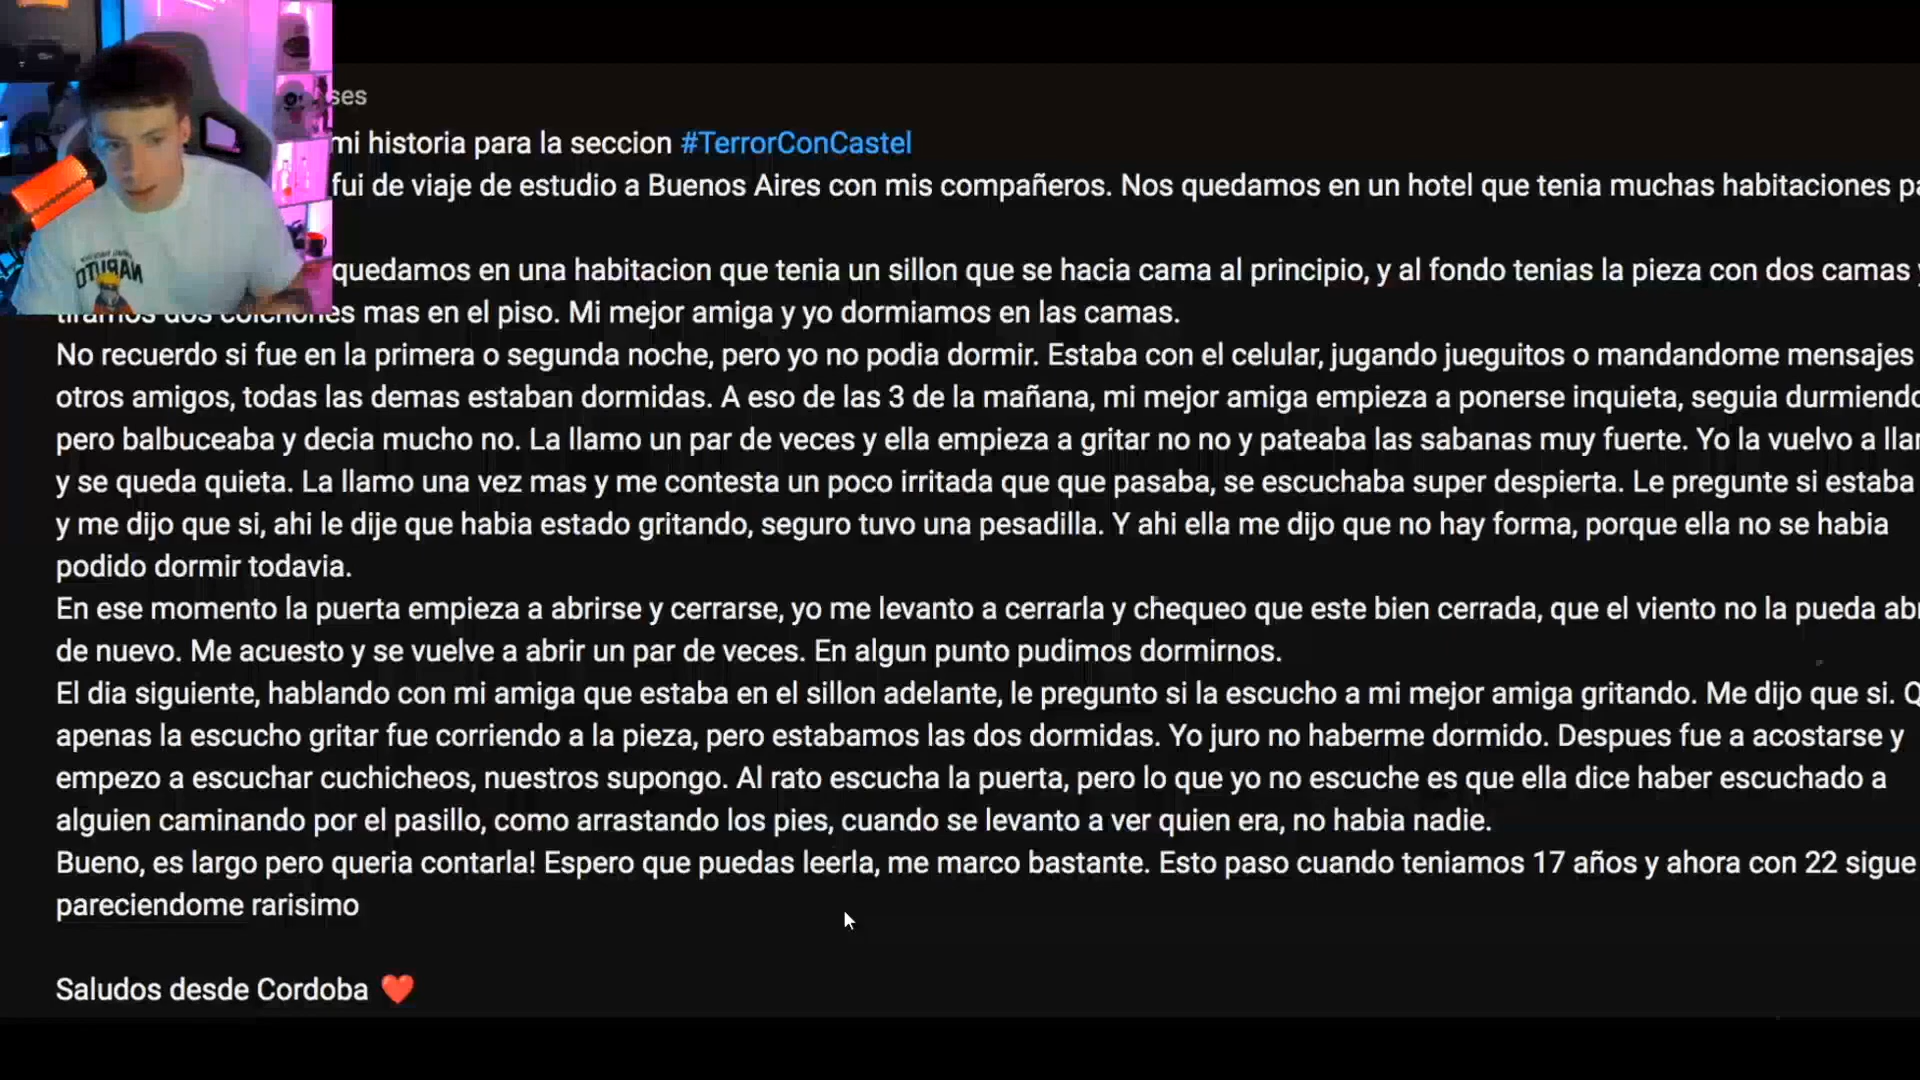 ses
mi historia para la seccion #TerrorConCastel
fui de viaje de estudio a Buenos Aires con mis compañeros. Nos quedamos en un hotel que tenia muchas habitaciones
quedamos en una habitacion que tenia un sillon que se hacia cama al principio, y al fondo tenias la pieza con dos camas y
tiramos dos colchones mas en el piso. Mi mejor amiga y yo dormiamos en las camas.
No recuerdo si fue en la primera o segunda noche, pero yo no podia dormir. Estaba con el celular, jugando jueguitos o mandandome mensajes
otros amigos, todas las demas estaban dormidas. A eso de las 3 de la mañana, mi mejor amiga empieza a ponerse inquieta, seguia durmiendo
pero balbuceaba y decia mucho no. La llamo un par de veces y ella empieza a gritar no no y pateaba las sabanas muy fuerte. Yo la vuelvo a
y se queda quieta. La llamo una vez mas y me contesta un poco irritada que que pasaba, se escuchaba super despierta. Le pregunte si estaba
y me dijo que si, ahi le dije que habia estado gritando, seguro tuvo una pesadilla. Y ahi ella me dijo que no hay forma, porque ella no se habia
podido dormir todavia.
En ese momento la puerta empieza a abrirse y cerrarse, yo me levanto a cerrarla y chequeo que este bien cerrada, que el viento no la pueda
de nuevo. Me acuesto y se vuelve a abrir un par de veces. En algun punto pudimos dormirnos.
El dia siguiente, hablando con mi amiga que estaba en el sillon adelante, le pregunto si la escucho a mi mejor amiga gritando. Me dijo que si.
apenas la escucho gritar fue corriendo a la pieza, pero estabamos las dos dormidas. Yo juro no haberme dormido. Despues fue a acostarse y
empezo a escuchar cuchicheos, nuestros supongo. Al rato escucha la puerta, pero lo que yo no escuche es que ella dice haber escuchado a
alguien caminando por el pasillo, como arrastando los pies, cuando se levanto a ver quien era, no habia nadie.
Bueno, es largo pero queria contarla! Espero que puedas leerla, me marco bastante. Esto paso cuando teniamos 17 años y ahora con 22 sigue
pareciendome rarisimo
Saludos desde Cordoba ❤️